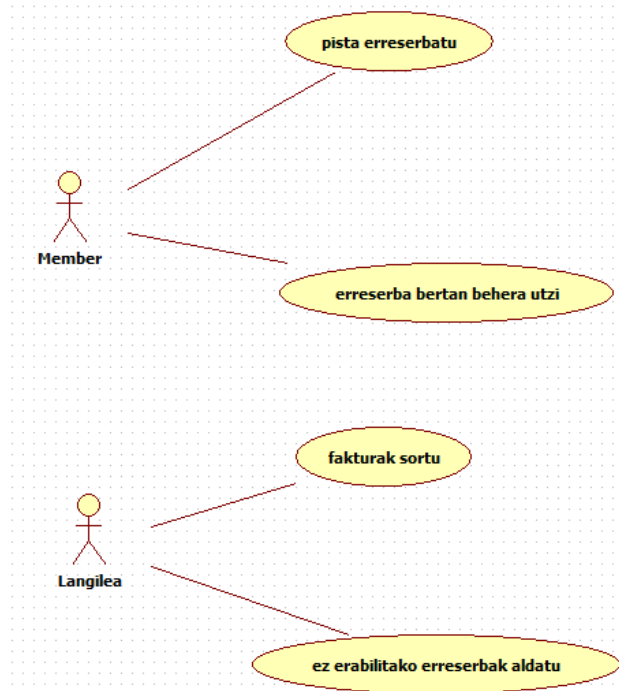 pista erreserbatu
Member
erreserba bertan behera utzi
fakturak sortu
Langilea
ez erabilitako erreserbak aldatu